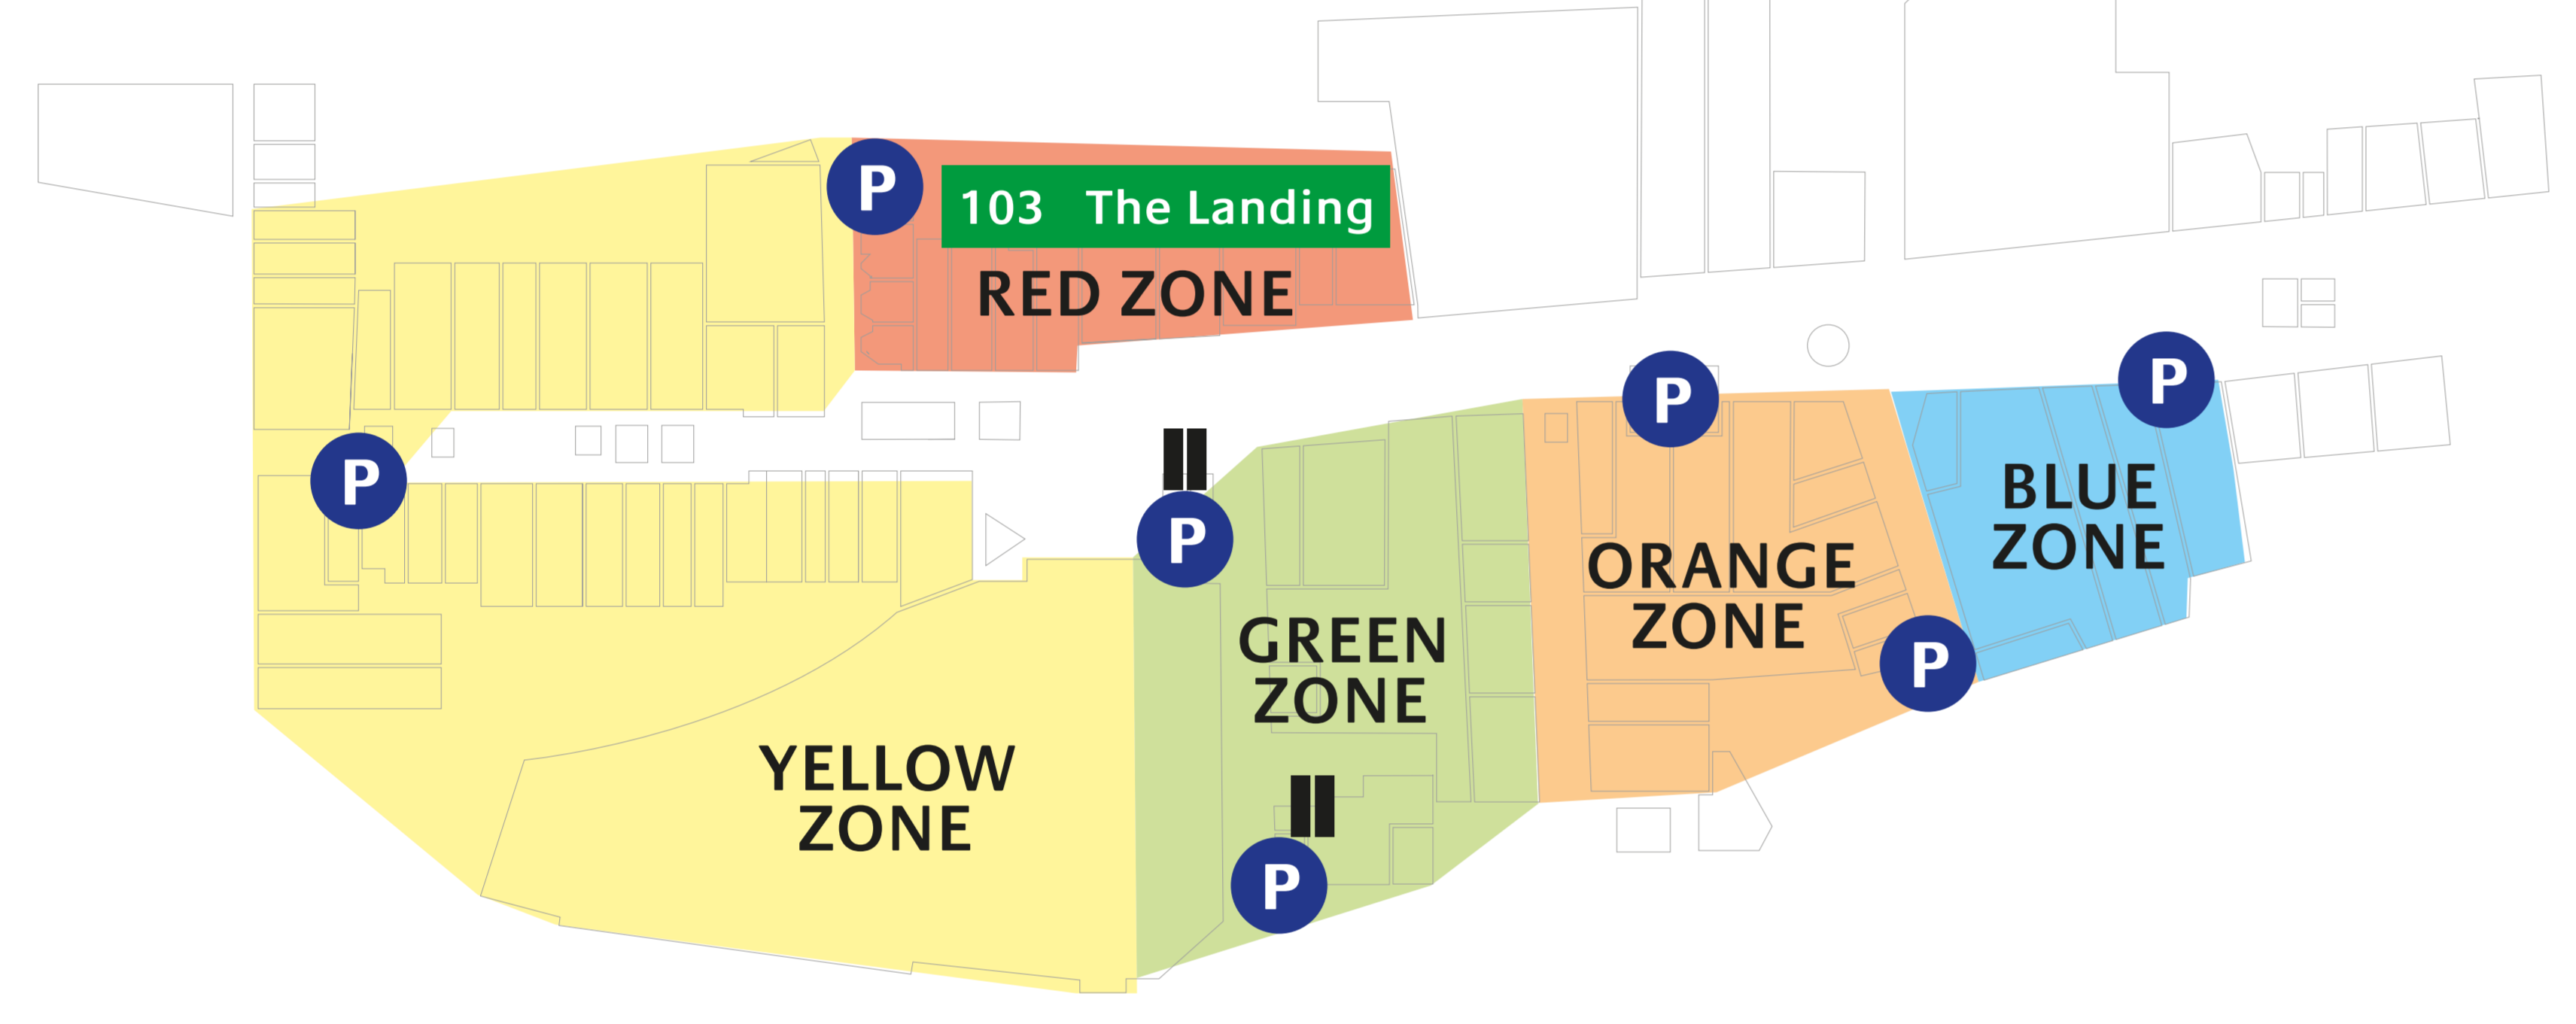 P
103 The Landing
RED ZONE
P
P
P
BLUE
ZONE
P
ORANGE
ZONE
GREEN
ZONE
P
YELLOW
ZONE
P